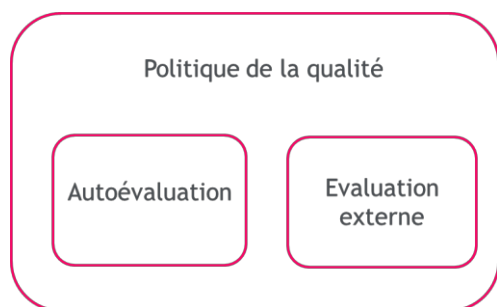 Politique de la qualité
Autoévaluation
Evaluation
externe